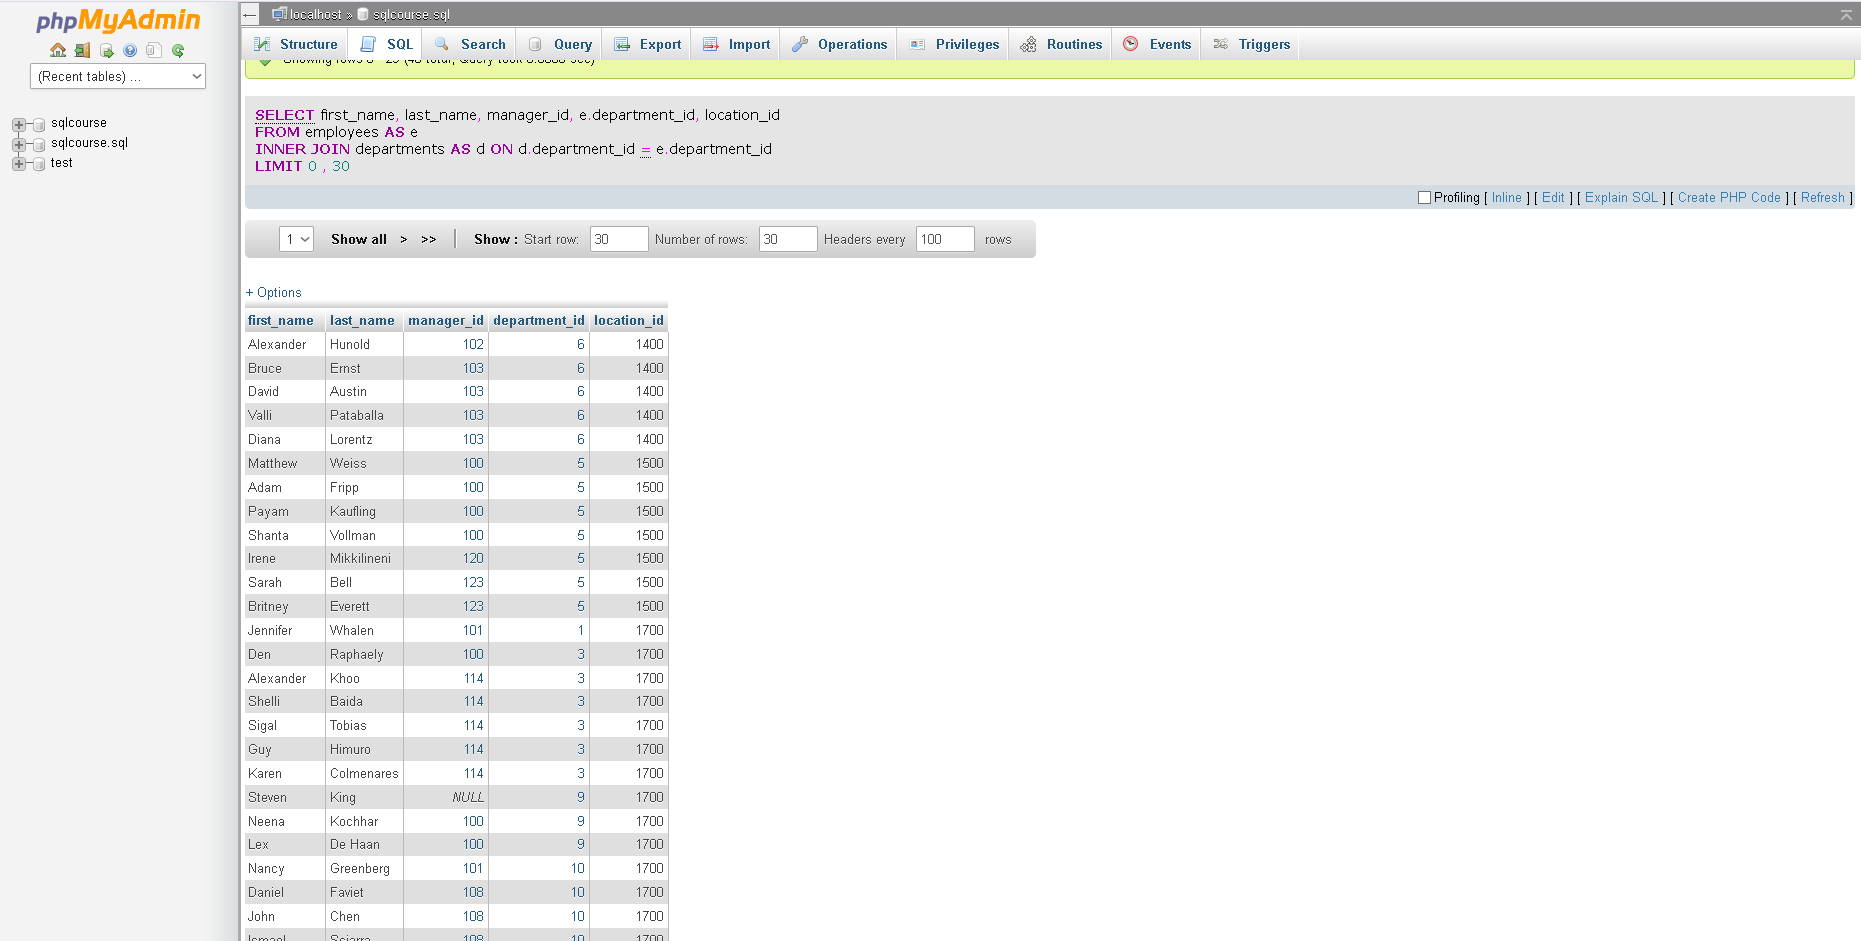 phpMyAdmin
(Recent tables) ...
sqlcourse
sqlcourse.sql
test
localhost » sqlcourse.sql
Structure SQL Search Query Export Import Operations Privileges Routines Events Triggers
SELECT first_name, last_name, manager_id, e.department_id, location_id
FROM employees AS e
INNER JOIN departments AS d ON d.department_id = e.department_id
LIMIT 0 , 30
Profiling [ Inline ] [ Edit ] [ Explain SQL ] [ Create PHP Code ] [ Refresh ]
1 Show all > >> Show : Start row: 30 Number of rows: 30 Headers every 100 rows
+ Options
first_name last_name manager_id department_id location_id
Alexander Hunold 102 6 1400
Bruce Ernst 103 6 1400
David Austin 103 6 1400
Valli Pataballa 103 6 1400
Diana Lorentz 103 6 1400
Matthew Weiss 100 5 1500
Adam Fripp 100 5 1500
Payam Kaufling 100 5 1500
Shanta Vollman 100 5 1500
Irene Mikkilineni 120 5 1500
Sarah Bell 123 5 1500
Britney Everett 123 5 1500
Jennifer Whalen 101 1 1700
Den Raphaely 100 3 1700
Alexander Khoo 114 3 1700
Shelli Baida 114 3 1700
Sigal Tobias 114 3 1700
Guy Himuro 114 3 1700
Karen Colmenares 114 3 1700
Steven King NULL 9 1700
Neena Kochhar 100 9 1700
Lex De Haan 100 9 1700
Nancy Greenberg 101 10 1700
Daniel Faviet 108 10 1700
John Chen 108 10 1700
Ismael Sciarra 108 10 1700